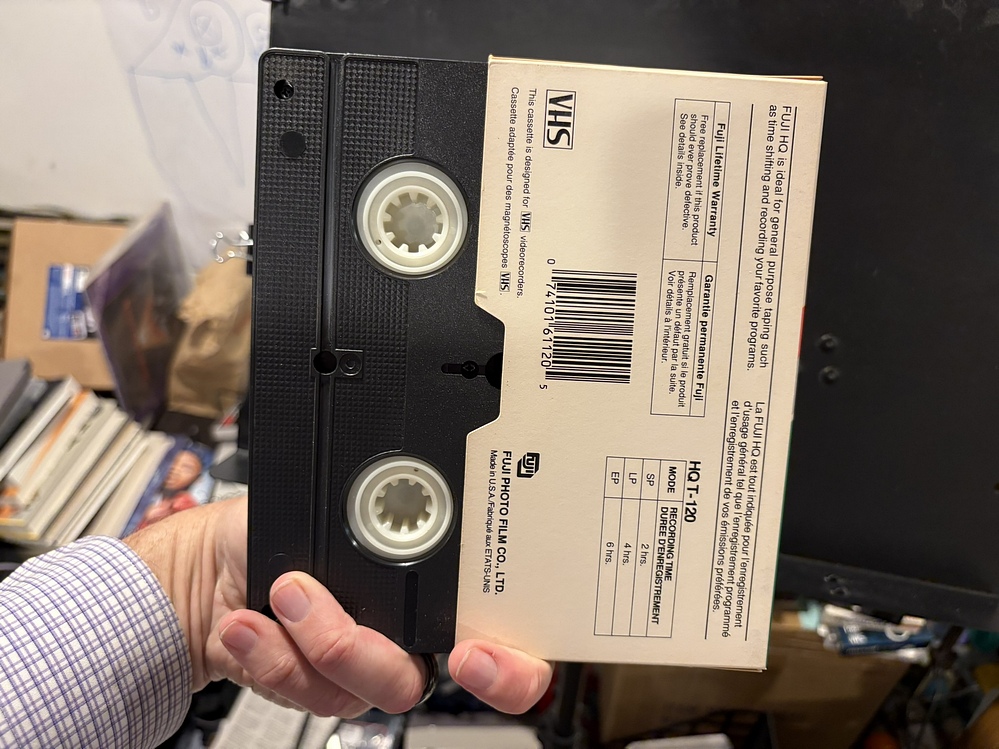 FUJI HQ is ideal for general purpose taping such
as time shifting and recording your favorite programs.
La FUJI HQ est tout indiquée pour l'enregistrement
d'usage général tel que l'enregistrement programmé
et l'enregistrement de vos émissions préférées.
Fuji Lifetime Warranty
Free replacement if this product
should ever prove defective.
See details inside.
Garantie permanente Fuji
Remplacement gratuit si le produit
présente un défaut par la suite.
Voir détails à l'intérieur.
HQ T-120
MODE
RECORDING TIME
DURÉE D'ENREGISTREMENT
SP 2 hrs.
LP 4 hrs.
EP 6 hrs.
VHS
This cassette is designed for VHS videorecorders.
Cassette adaptée pour des magnétoscopes VHS.
0 74101 61120 5
FUJI
FUJI PHOTO FILM CO., LTD.
Made in U.S.A./Fabriqué aux ETATS-UNIS